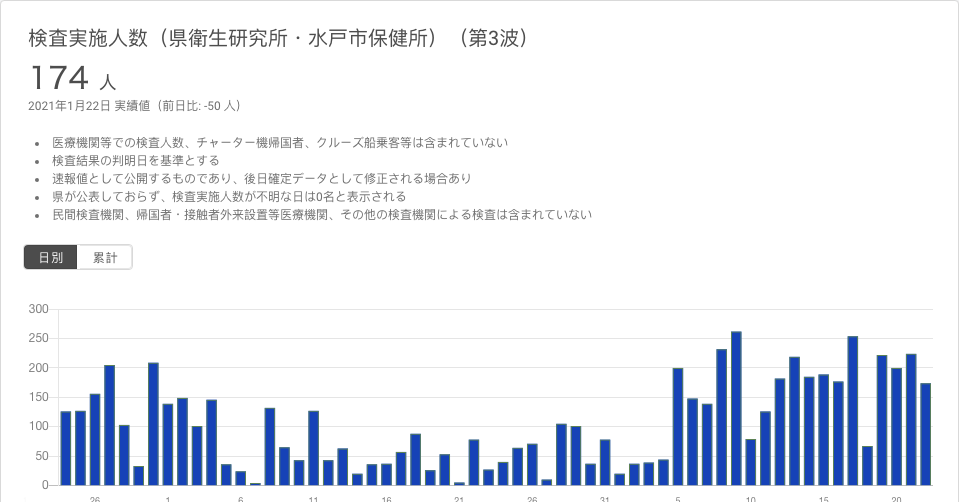 検査実施人数（県衛生研究所・水戸市保健所）（第3波）
174 人
2021年1月22日 実績値（前日比: -50 人）
医療機関等での検査人数、チャーター機帰国者、クルーズ船乗客等は含まれていない
検査結果の判明日を基準とする
速報値として公開するものであり、後日確定データとして修正される場合あり
県が公表しておらず、検査実施人数が不明な日は0名と表示される
民間検査機関、帰国者・接触者外来設置等医療機関、その他の検査機関による検査は含まれていない
日別 累計
300
250
200
150
100
50
0
26 1 6 11 16 21 26 31 5 10 15 20